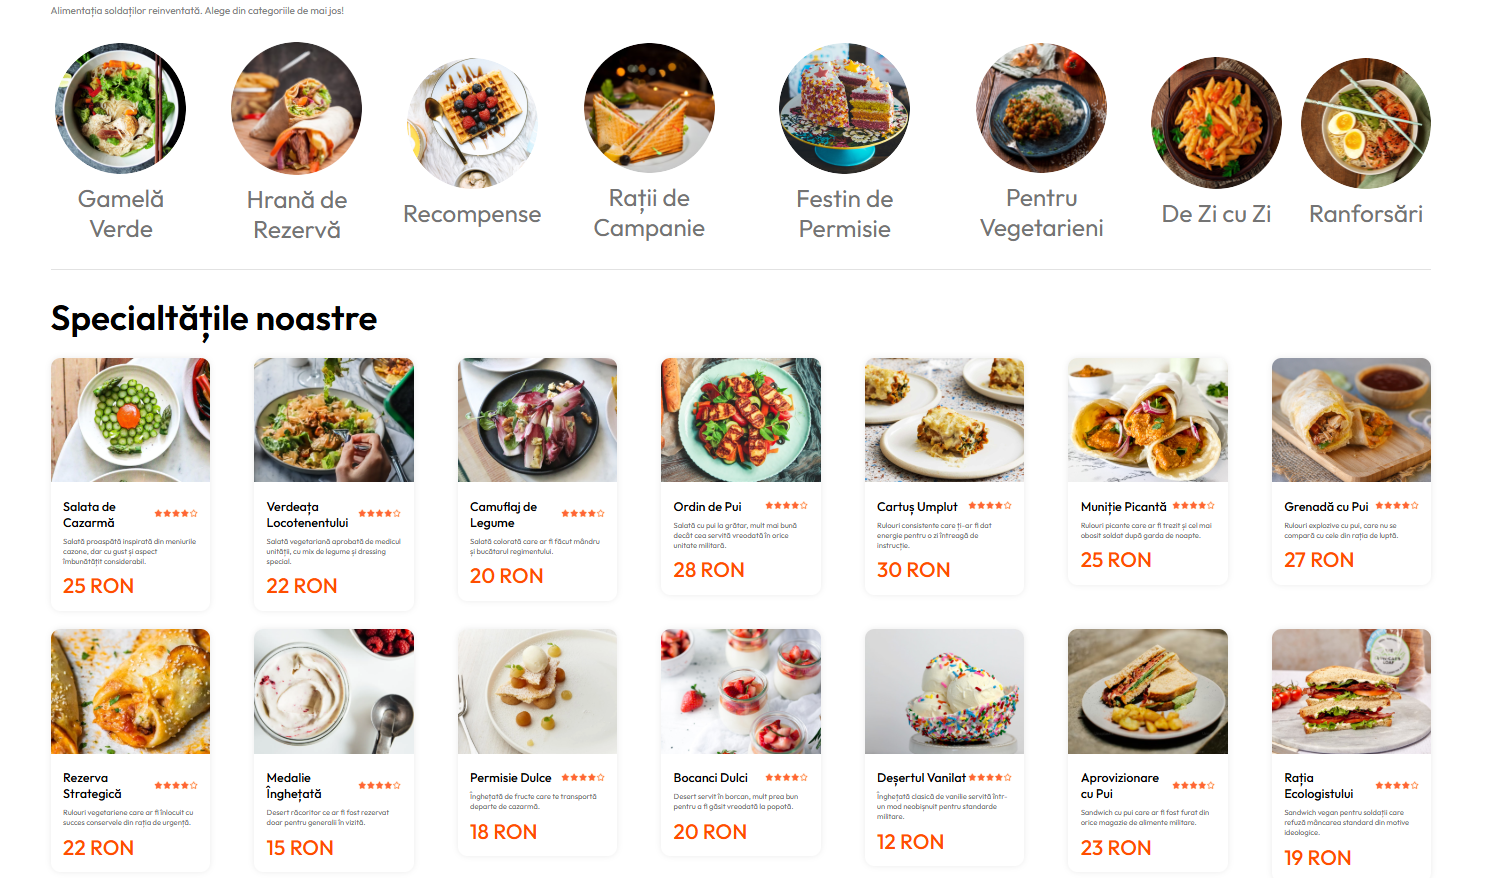 Alimentația soldaților reinventată. Alege din categoriile de mai jos!
Gamelă
Verde
Hrană de
Rezervă
Recompense
Rații de
Campanie
Festin de
Permisie
Pentru
Vegetarieni
De Zi cu Zi
Ranforsări
Specialtățile noastre
Salata de
Cazarmă
Salată proaspătă inspirată din meniurile
cazone, dar cu gust și aspect
îmbunătățit considerabil.
25 RON
Verdeața
Locotenentului
Salată vegetariană aprobată de medicul
unității, cu mix de legume și dressing
special.
22 RON
Camuflaj de
Legume
Salată colorată care ar fi făcut mândru
și bucătarul regimentului.
20 RON
Ordin de Pui
Salată cu pui la grătar, mult mai bună
decât cea servită vreodată în orice
unitate militară.
28 RON
Cartuș Umplut
Rulouri consistente care ți-ar fi dat
energie pentru o zi întreagă de
instrucție.
30 RON
Muniție Picantă
Rulouri picante care ar fi trezit și cel mai
obosit soldat după garda de noapte.
25 RON
Grenadă cu Pui
Rulouri explozive cu pui, care nu se
compară cu cele din rația de luptă.
27 RON
Rezerva
Strategică
Rulouri vegetariene care ar fi înlocuit cu
succes conservele din rația de urgență.
22 RON
Medalie
Înghețată
Desert răcoritor ce ar fi fost rezervat
doar pentru generalii în vizită.
15 RON
Permisie Dulce
Înghețată de fructe care te transportă
departe de cazarmă.
18 RON
Bocanci Dulci
Desert servit în borcan, mult prea bun
pentru a fi găsit vreodată la popotă.
20 RON
Deșertul Vanilat
Înghețată clasică de vanilie servită într-
un mod neobișnuit pentru standarde
militare.
12 RON
Aprovizionare
cu Pui
Sandwich cu pui care ar fi fost furat din
orice magazie de alimente militare.
23 RON
Rația
Ecologistului
Sandwich vegan pentru soldații care
refuză mâncarea standard din motive
ideologice.
19 RON